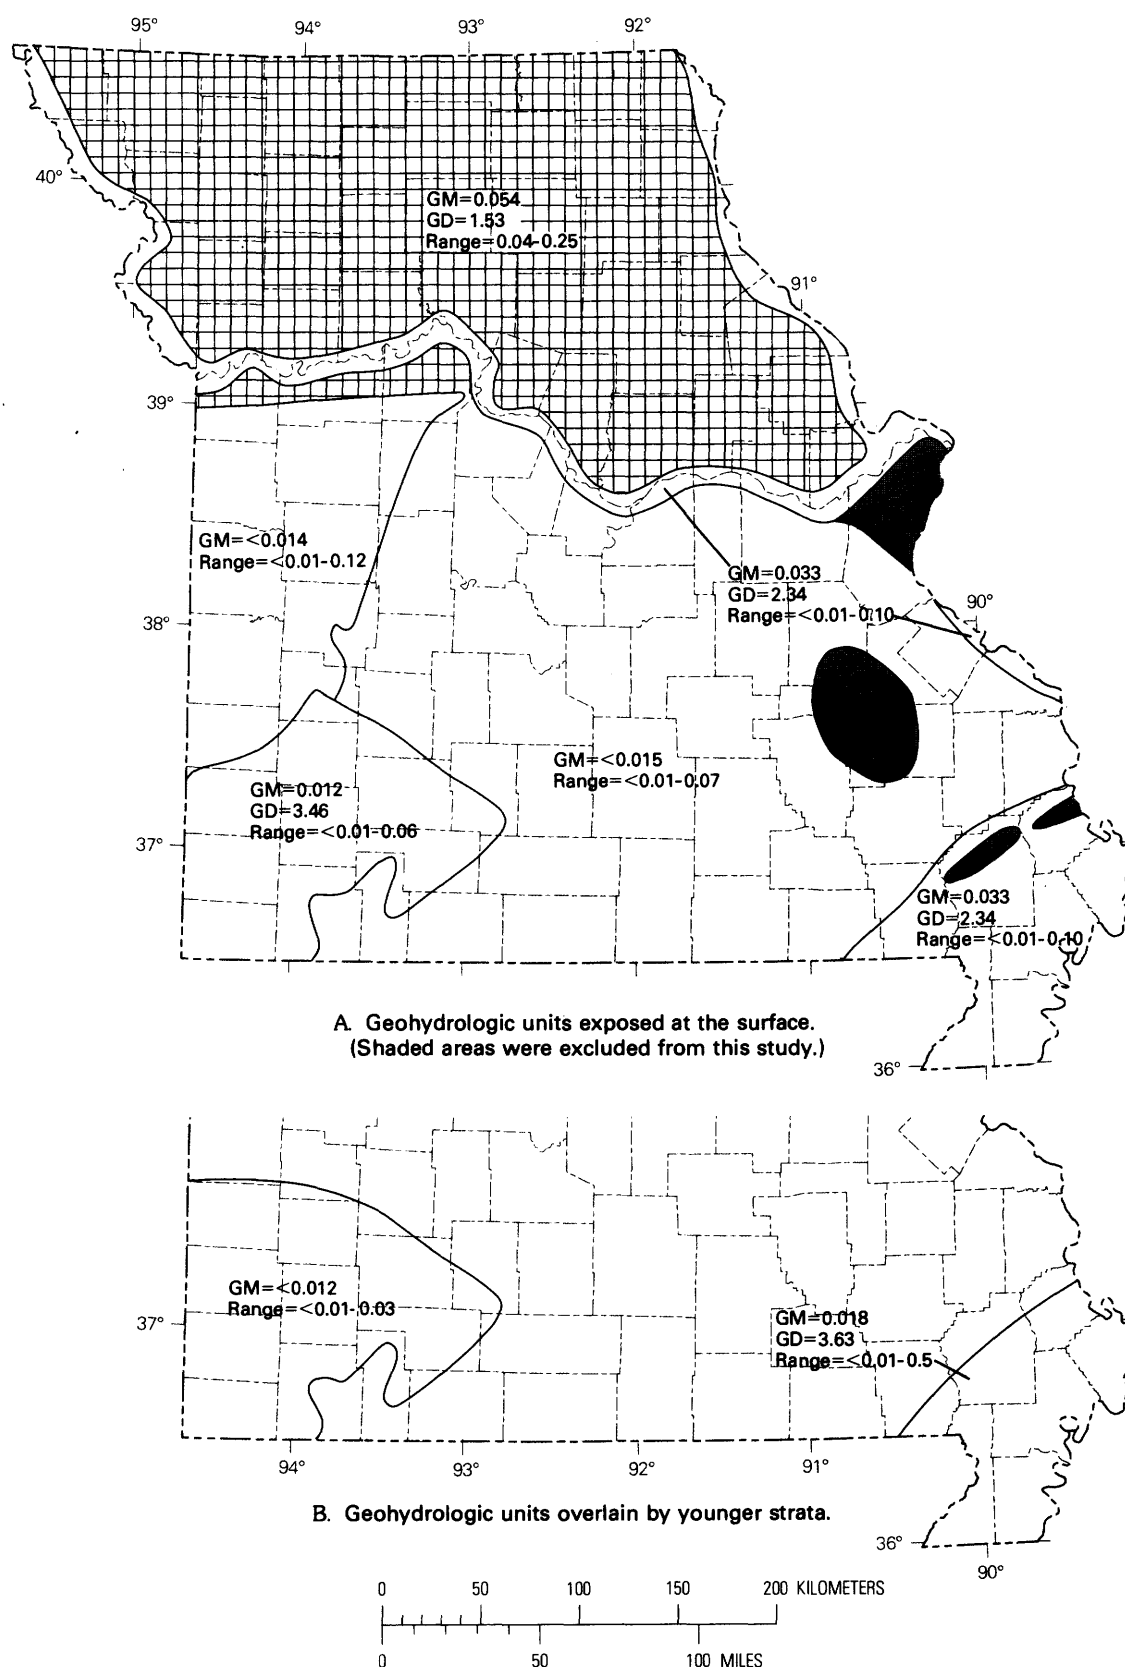 95° 94° 93° 92°
40°
GM=0.054
GD=1.53
Range=0.04-0.25
91°
39°
GM=<0.014
Range=<0.01-0.12
GM=0.033
GD=2.34
Range=<0.01-0.10
90°
38°
GM=<0.015
Range=<0.01-0.07
GM=0.012
GD=3.46
Range=<0.01-0.06
37°
GM=0.033
GD=2.34
Range=<0.01-0.10
A. Geohydrologic units exposed at the surface.
(Shaded areas were excluded from this study.)
36°
GM=<0.012
Range=<0.01-0.03
37°
GM=0.018
GD=3.63
Range=<0.01-0.5
94° 93° 92° 91°
B. Geohydrologic units overlain by younger strata.
36°
90°
0 50 100 150 200 KILOMETERS
0 50 100 MILES